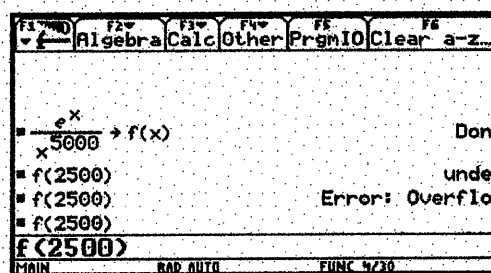 F1 F2 F3 F4 F5 F6
Algebra Calc Other PrgmIO Clear a-z…
e^x
x^5000 → f(x) Don
f(2500) unde
f(2500) Error: Overflo
f(2500)
f(2500)
MAIN RAD AUTO FUNC 4/30